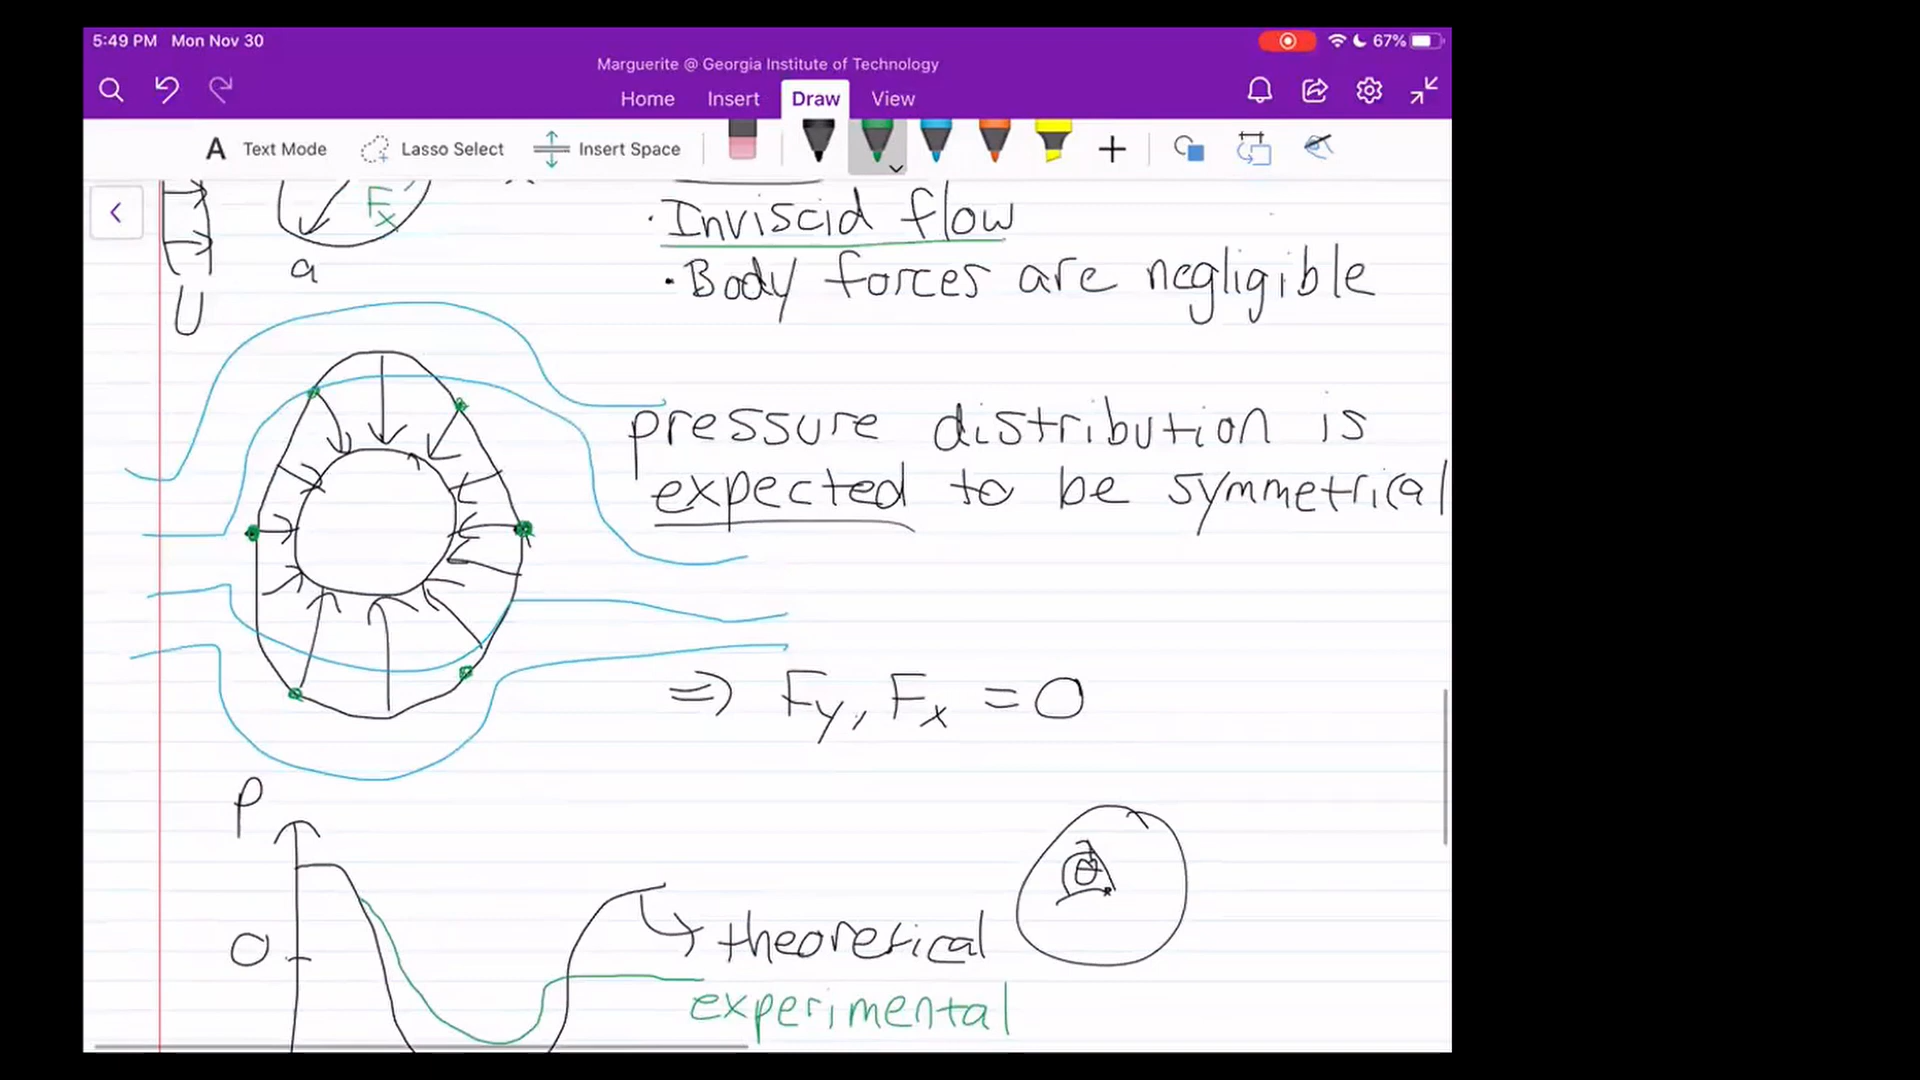 5:49 PM Mon Nov 30
67%
Marguerite @ Georgia Institute of Technology
Home Insert Draw View
A Text Mode Lasso Select Insert Space
Fx
a
U
· Inviscid flow
· Body forces are negligible
pressure distribution is
expected to be symmetrical
⇒ Fy, Fx = 0
P
0
θ
theoretical
experimental